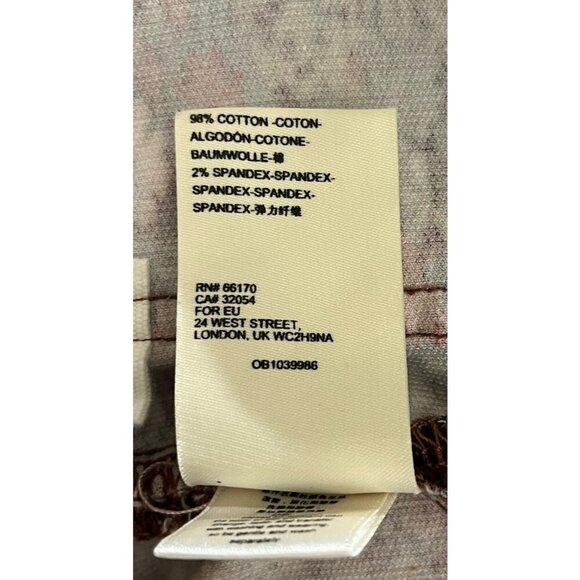 98% COTTON -COTON-
ALGODÓN-COTONE-
BAUMWOLLE-棉
2% SPANDEX-SPANDEX-
SPANDEX-SPANDEX-
SPANDEX-弹力纤维
RN# 66170
CA# 32054
FOR EU
24 WEST STREET,
LONDON, UK WC2H9NA
OB1039986
separately